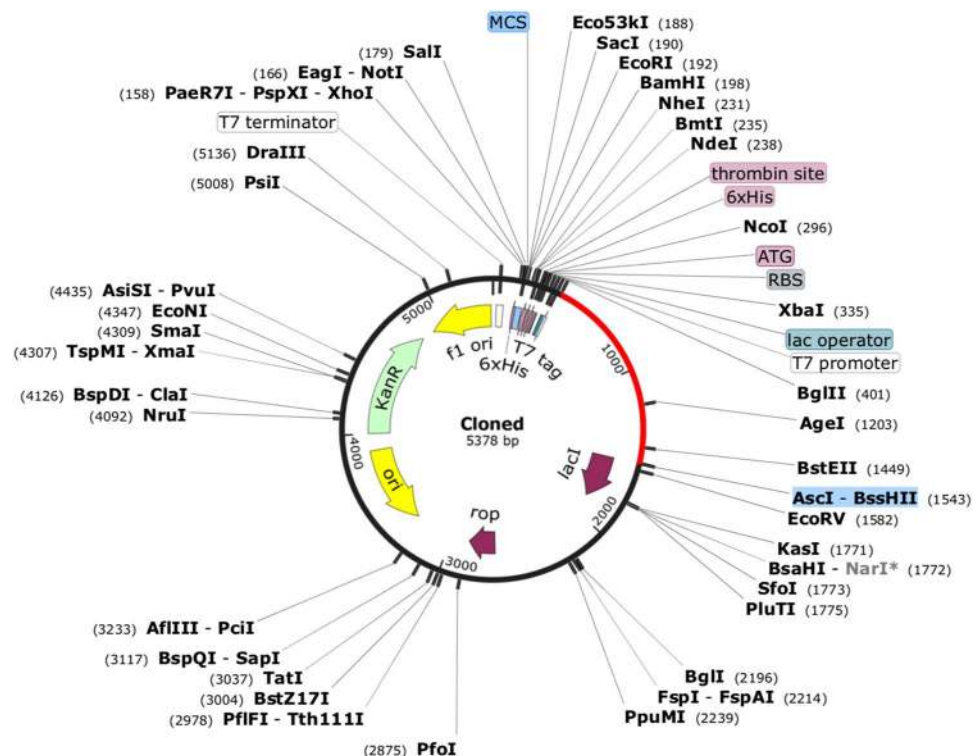 MCS
Eco53kI (188)
SacI (190)
EcoRI (192)
BamHI (198)
NheI (231)
BmtI (235)
NdeI (238)
thrombin site
6xHis
NcoI (296)
ATG
RBS
XbaI (335)
lac operator
T7 promoter
BglII (401)
AgeI (1203)
BstEII (1449)
AscI - BssHII (1543)
EcoRV (1582)
KasI (1771)
BsaHI - NarI* (1772)
SfoI (1773)
PluTI (1775)
BglI (2196)
FspI - FspAI (2214)
PpuMI (2239)
(2875) PfoI
(2978) PflFI - Tth111I
(3004) BstZ17I
(3037) TatI
(3117) BspQI - SapI
(3233) AflIII - PciI
(4092) NruI
(4126) BspDI - ClaI
(4307) TspMI - XmaI
(4309) SmaI
(4347) EcoNI
(4435) AsiSI - PvuI
(5008) PsiI
(5136) DraIII
T7 terminator
(158) PaeR7I - PspXI - XhoI
(166) EagI - NotI
(179) SalI
f1 ori
6xHis
T7 tag
KanR
ori
rop
lacI
1000
2000
3000
4000
5000
Cloned
5378 bp